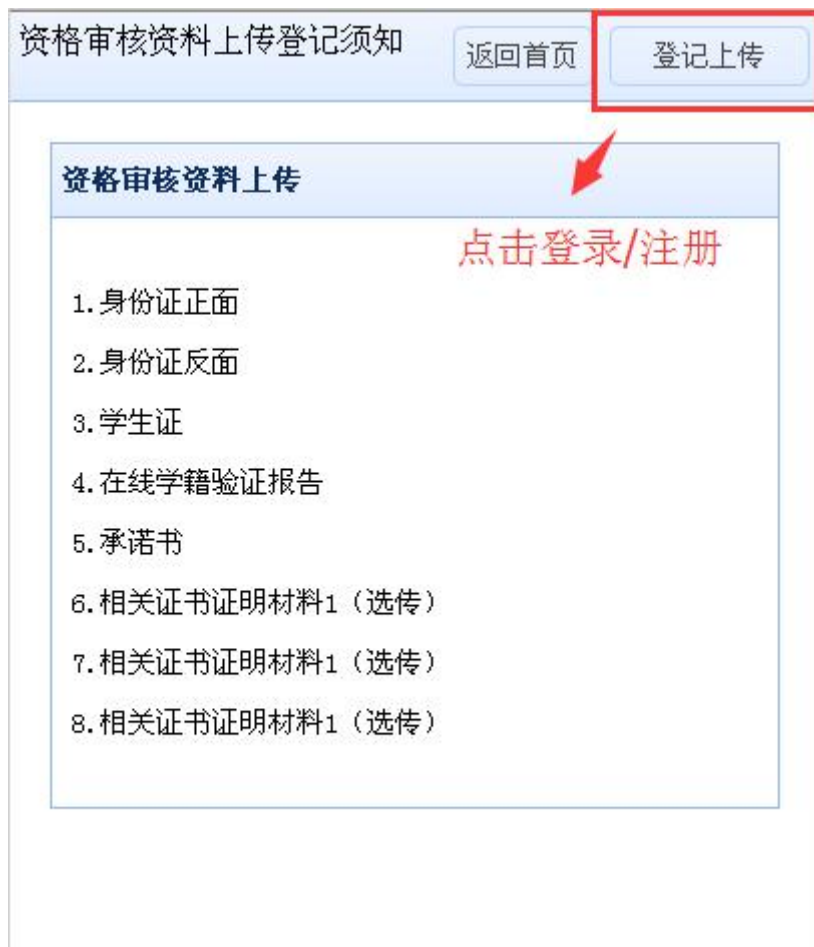 资格审核资料上传登记须知
返回首页
登记上传
资格审核资料上传
点击登录/注册
1.身份证正面
2.身份证反面
3.学生证
4.在线学籍验证报告
5.承诺书
6.相关证书证明材料1（选传）
7.相关证书证明材料1（选传）
8.相关证书证明材料1（选传）